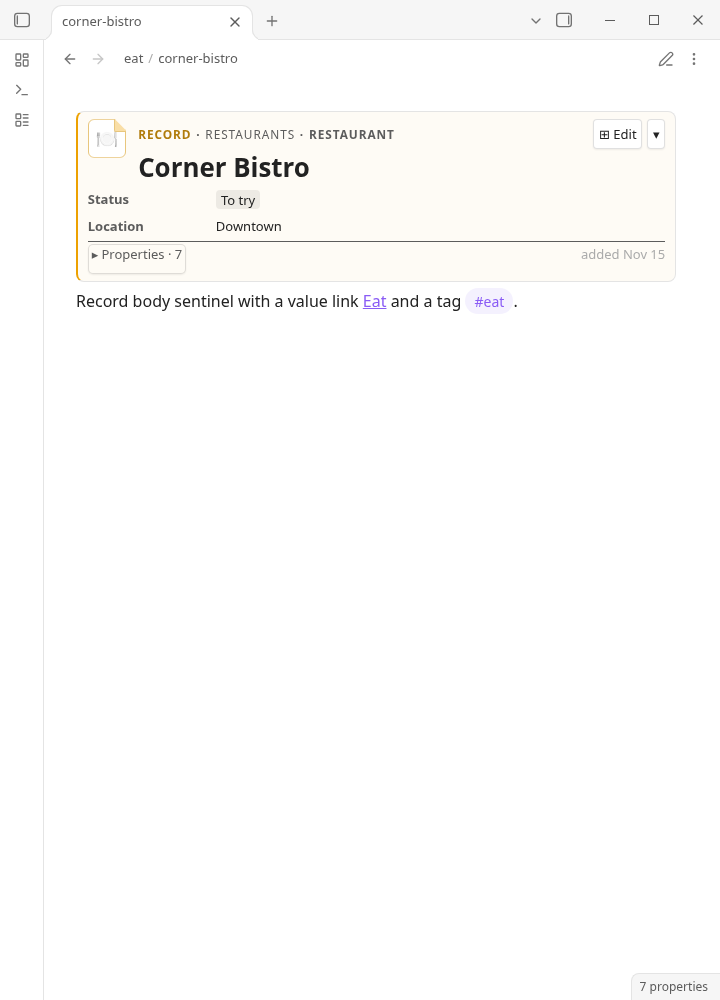 corner-bistro
eat / corner-bistro
RECORD · RESTAURANTS · RESTAURANT
Edit
Corner Bistro
Status To try
Location Downtown
Properties · 7 added Nov 15
Record body sentinel with a value link Eat and a tag #eat.
7 properties